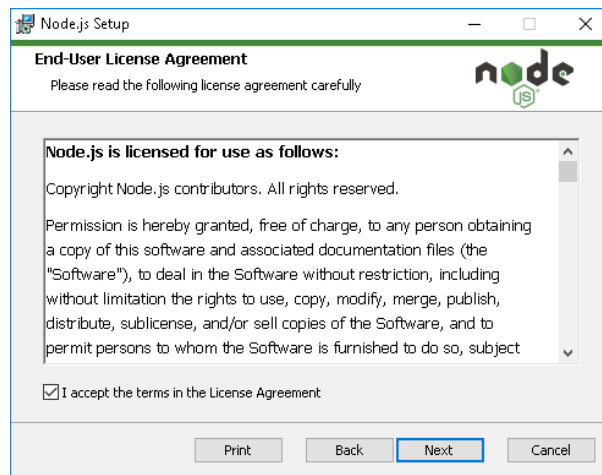 Node.js Setup
End-User License Agreement
Please read the following license agreement carefully
node
JS
Node.js is licensed for use as follows:
Copyright Node.js contributors. All rights reserved.
Permission is hereby granted, free of charge, to any person obtaining
a copy of this software and associated documentation files (the
"Software"), to deal in the Software without restriction, including
without limitation the rights to use, copy, modify, merge, publish,
distribute, sublicense, and/or sell copies of the Software, and to
permit persons to whom the Software is furnished to do so, subject
I accept the terms in the License Agreement
Print Back Next Cancel